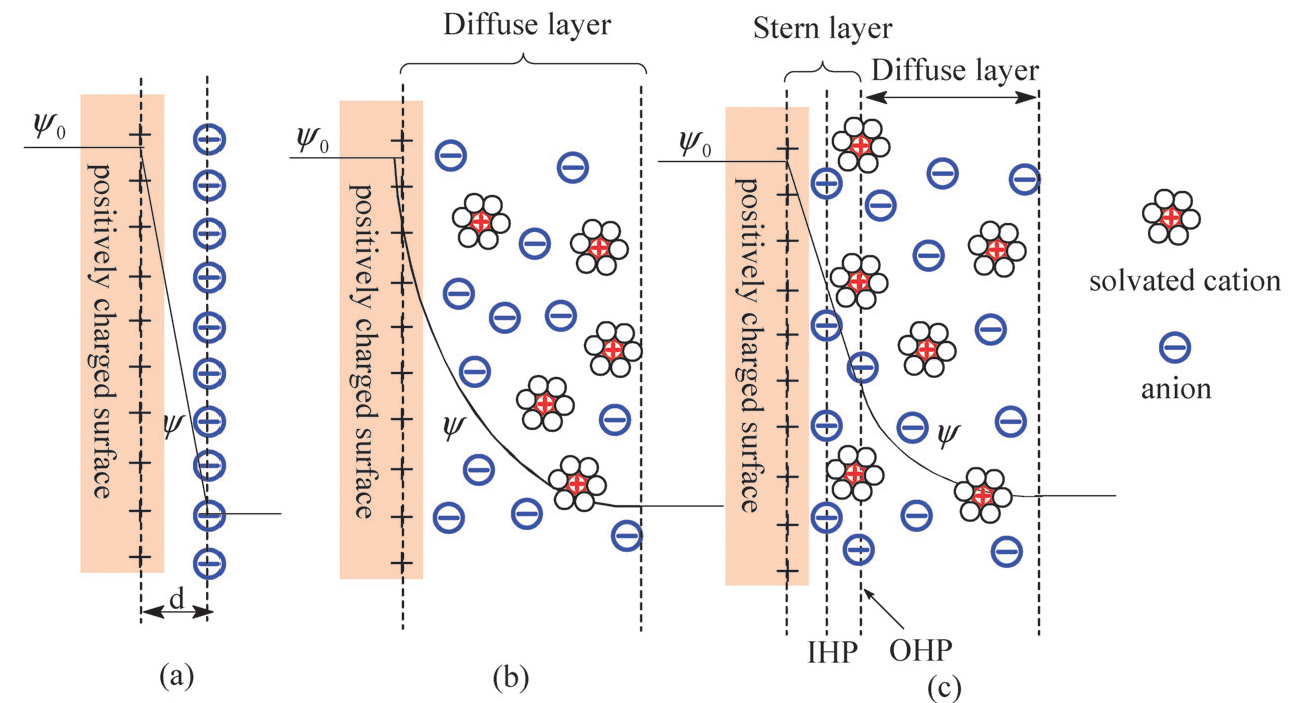 Diffuse layer
Stern layer
Diffuse layer
ψ0
positively charged surface
ψ
d
(a)
ψ0
positively charged surface
ψ
(b)
ψ0
positively charged surface
ψ
IHP
OHP
(c)
solvated cation
anion